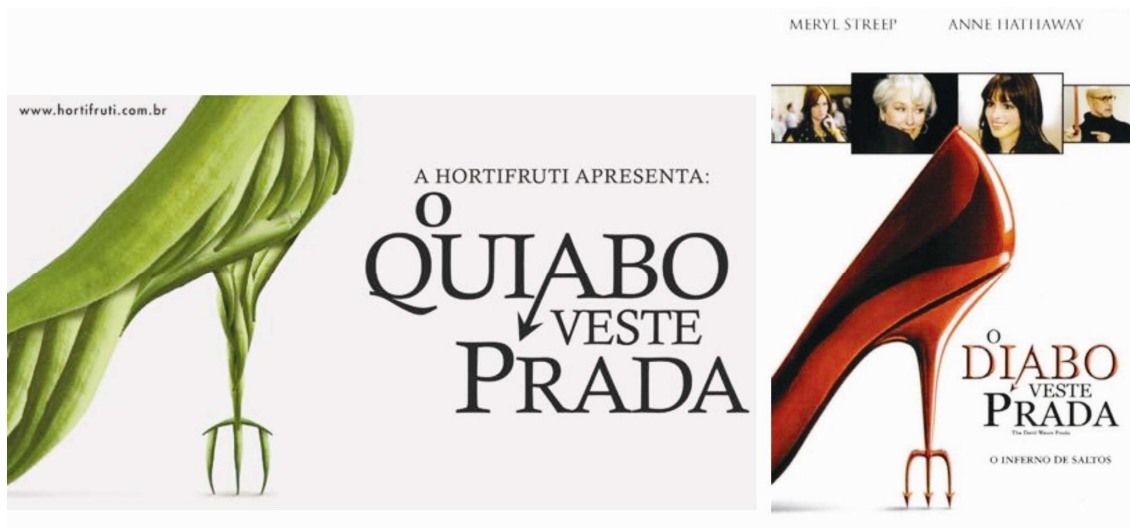 www.hortifruti.com.br
A HORTIFRUTI APRESENTA:
O
QUIABO
VESTE
PRADA
MERYL STREEP ANNE HATHAWAY
O
DIABO
VESTE
PRADA
The Devil Wears Prada
O INFERNO DE SALTOS